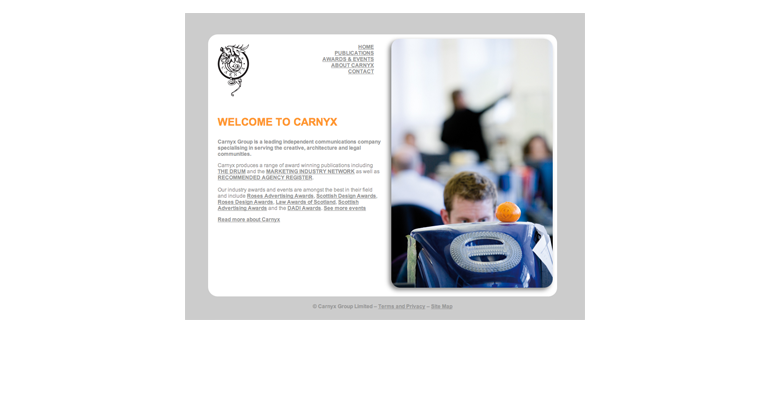 HOME
PUBLICATIONS
AWARDS & EVENTS
ABOUT CARNYX
CONTACT
WELCOME TO CARNYX
Carnyx Group is a leading independent communications company
specialising in serving the creative, architecture and legal
communities.
Carnyx produces a range of award winning publications including
THE DRUM and the MARKETING INDUSTRY NETWORK as well as
RECOMMENDED AGENCY REGISTER.
Our industry awards and events are amongst the best in their field
and include Roses Advertising Awards, Scottish Design Awards,
Roses Design Awards, Law Awards of Scotland, Scottish
Advertising Awards and the DADI Awards. See more events
Read more about Carnyx
© Carnyx Group Limited – Terms and Privacy – Site Map